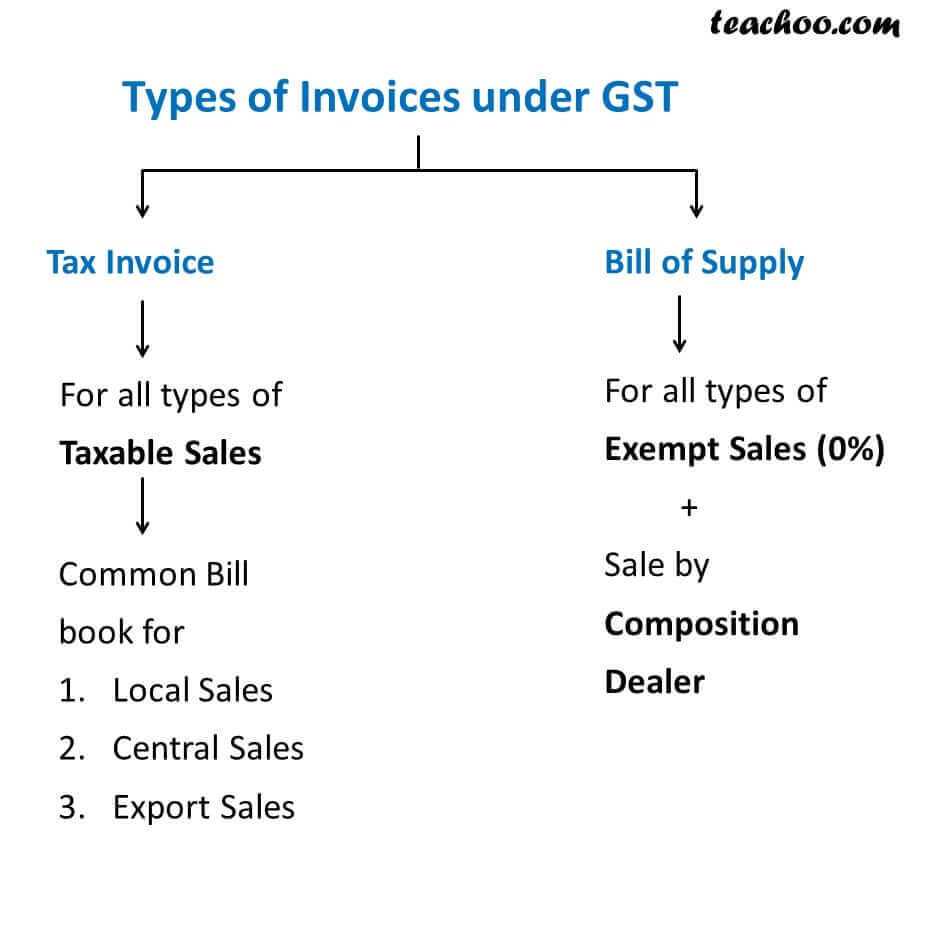 teachoo.com
Types of Invoices under GST
Tax Invoice
For all types of
Taxable Sales
Common Bill
book for
1. Local Sales
2. Central Sales
3. Export Sales
Bill of Supply
For all types of
Exempt Sales (0%)
+
Sale by
Composition
Dealer